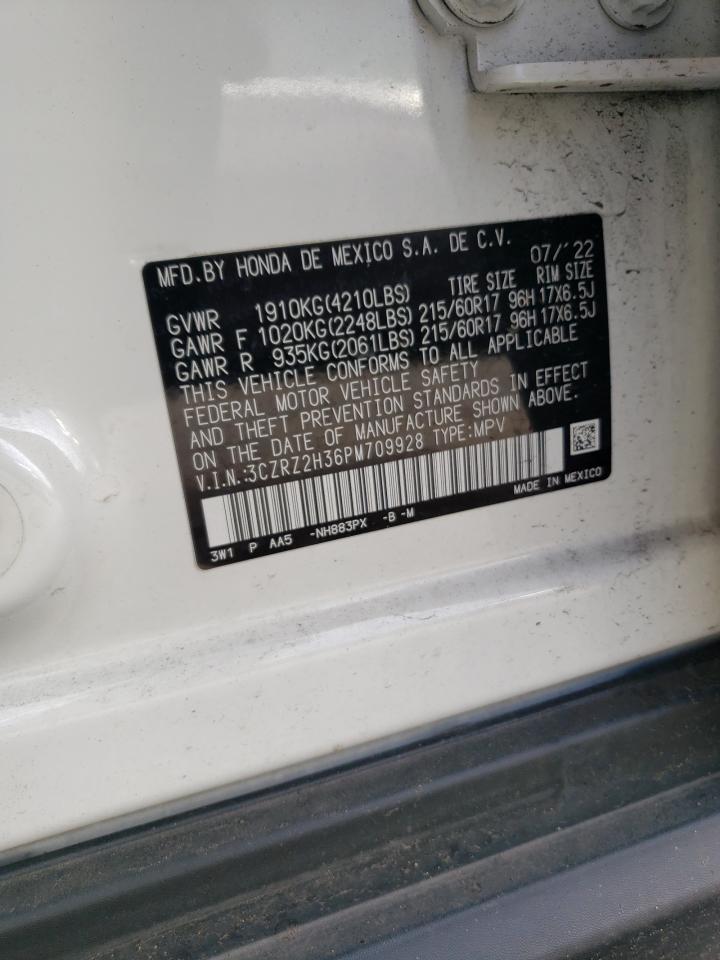 MFD.BY HONDA DE MEXICO S.A. DE C.V. 07/'22
GVWR 1910KG(4210LBS) TIRE SIZE RIM SIZE
GAWR F 1020KG(2248LBS) 215/60R17 96H 17X6.5J
GAWR R 935KG(2061LBS) 215/60R17 96H 17X6.5J
THIS VEHICLE CONFORMS TO ALL APPLICABLE
FEDERAL MOTOR VEHICLE SAFETY
AND THEFT PREVENTION STANDARDS IN EFFECT
ON THE DATE OF MANUFACTURE SHOWN ABOVE.
V.I.N.:3CZRZ2H36PM709928 TYPE:MPV
3W1 P AA5 -NH883PX -B -M MADE IN MEXICO